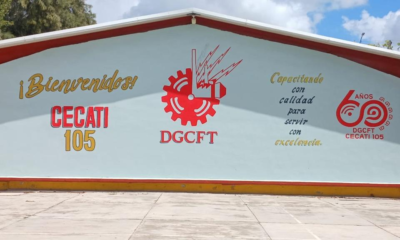 ¡Bienvenidos!
CECATI
105
DGCFT
Capacitando
con
calidad
para
servir
con
excelencia.
60
AÑOS
DGCFT
CECATI 105